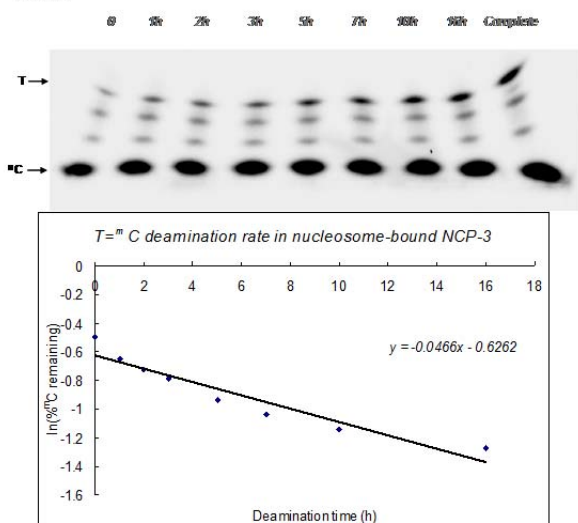 0 1h 2h 3h 5h 7h 10h 16h Complete
T
ᵐC
T=ᵐ C deamination rate in nucleosome-bound NCP-3
0
0 2 4 6 8 10 12 14 16 18
-0.2
-0.4
y = -0.0466x - 0.6262
-0.6
-0.8
-1
-1.2
-1.4
-1.6
ln(%ᵐC remaining)
Deamination time (h)